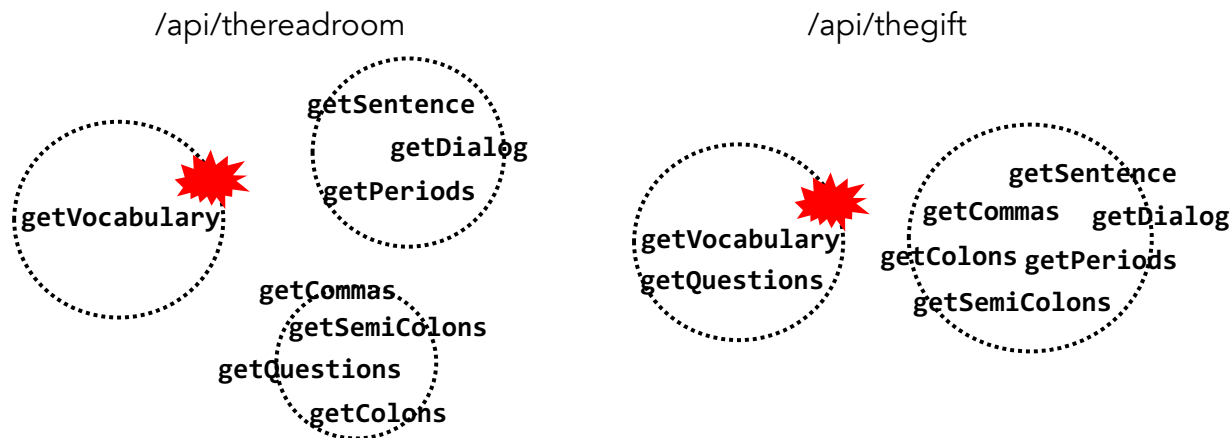 /api/thereadroom
getSentence
getDialog
getPeriods
getVocabulary
getCommas
getSemiColons
getQuestions
getColons
/api/thegift
getSentence
getCommas
getDialog
getVocabulary
getColons
getPeriods
getQuestions
getSemiColons